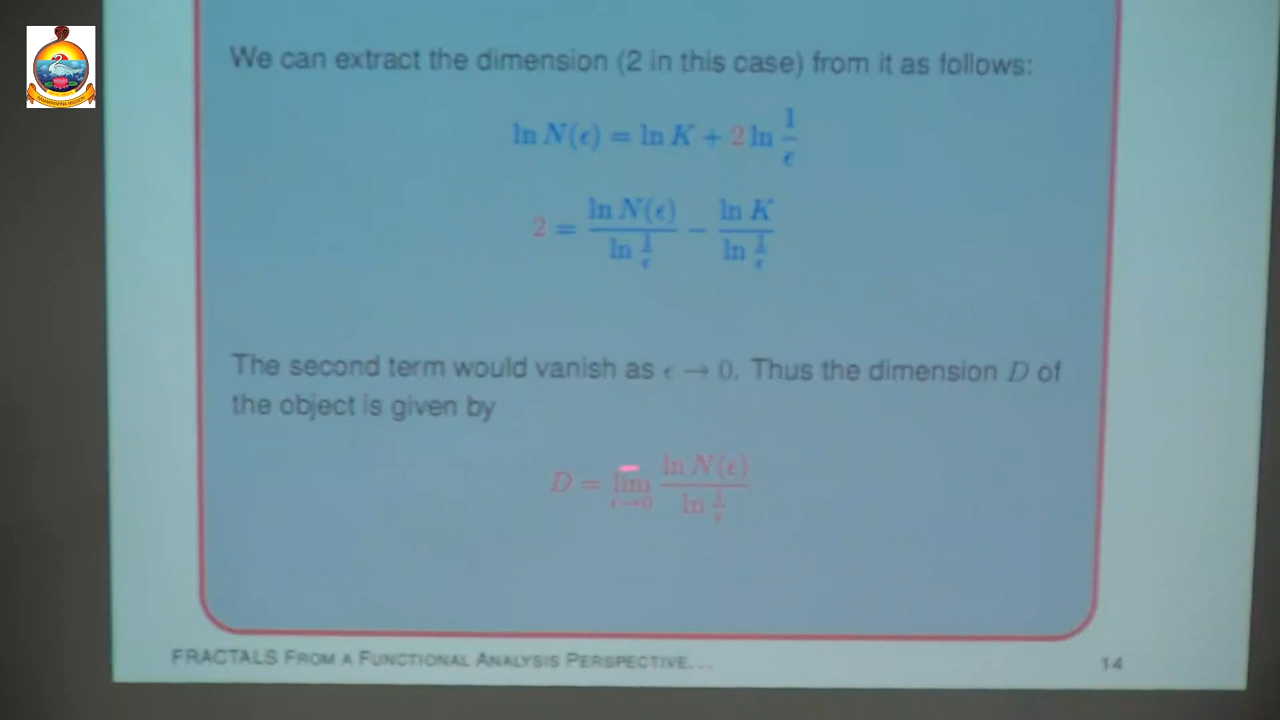 We can extract the dimension (2 in this case) from it as follows:
ln N(ϵ) = ln K + 2 ln 1/ϵ
2 = ln N(ϵ) / ln 1/ϵ − ln K / ln 1/ϵ
The second term would vanish as ϵ → 0. Thus the dimension D of
the object is given by
D = lim ϵ→0 ln N(ϵ) / ln 1/ϵ
FRACTALS FROM A FUNCTIONAL ANALYSIS PERSPECTIVE... 14